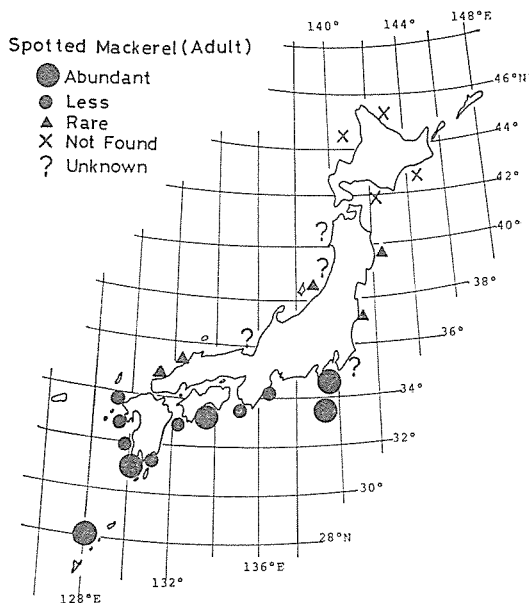 140° 144° 148°E
Spotted Mackerel(Adult)
Abundant
Less
Rare
Not Found
? Unknown
46°N
44°
42°
40°
38°
36°
34°
32°
30°
28°N
?
?
?
?
136°E
132°
128°E